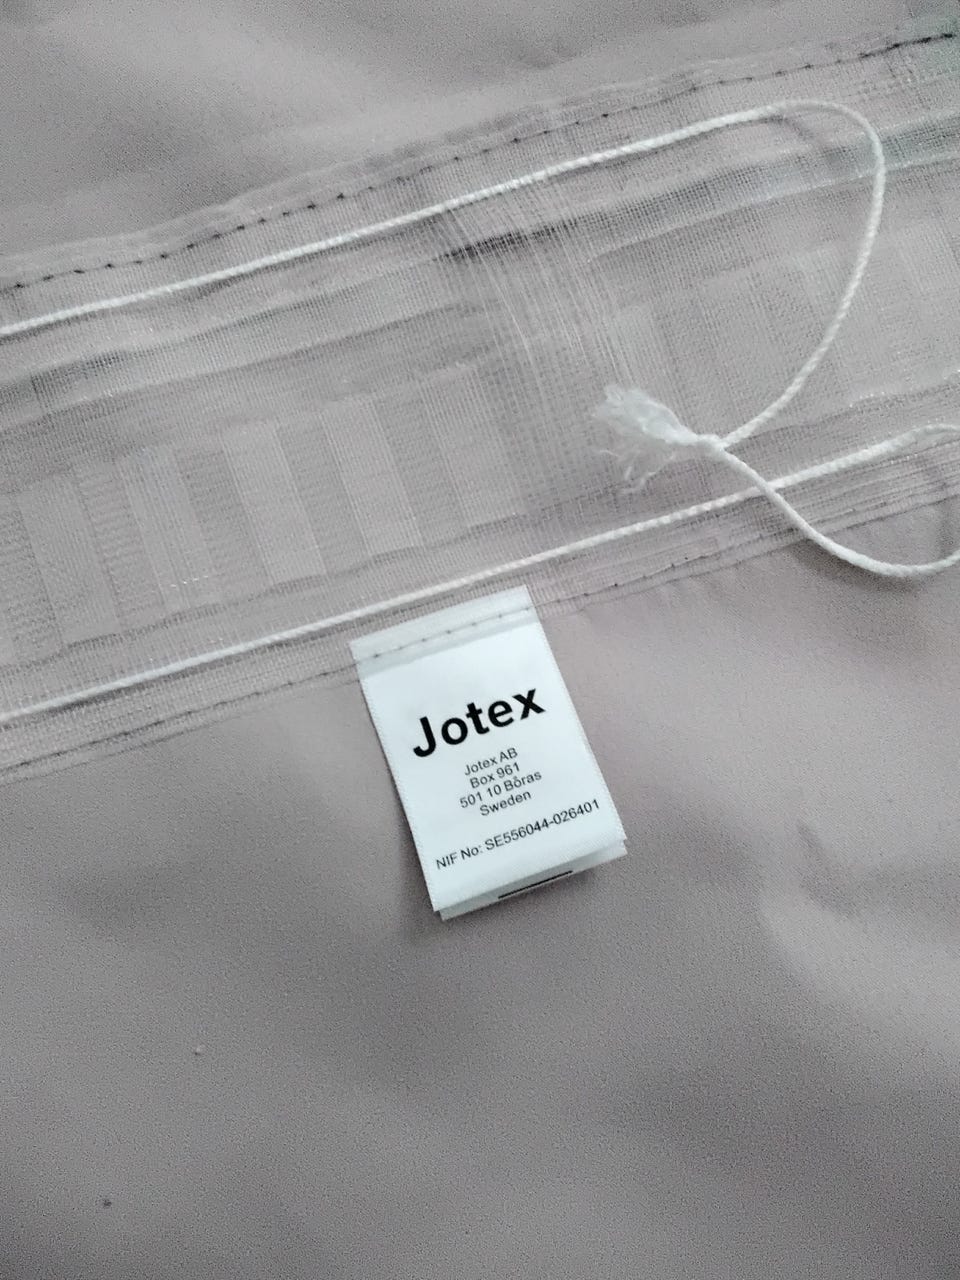 Jotex
Jotex AB
Box 961
501 10 Borås
Sweden
NIF No: SE556044-026401